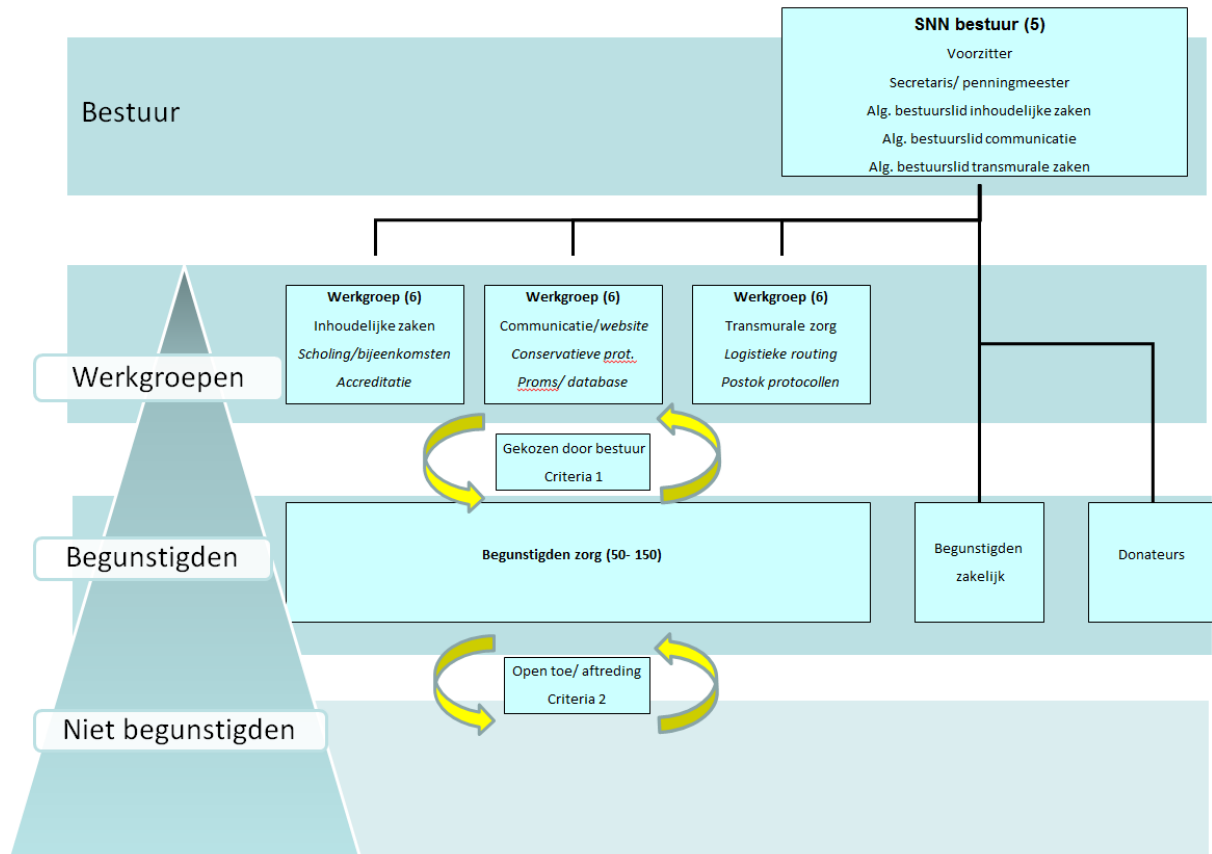 SNN bestuur (5)
Voorzitter
Secretaris/ penningmeester
Alg. bestuurslid inhoudelijke zaken
Alg. bestuurslid communicatie
Alg. bestuurslid transmurale zaken
Bestuur
Werkgroep (6)
Inhoudelijke zaken
Scholing/bijeenkomsten
Accreditatie
Werkgroep (6)
Communicatie/website
Conservatieve prot.
Proms/ database
Werkgroep (6)
Transmurale zorg
Logistieke routing
Postok protocollen
Werkgroepen
Gekozen door bestuur
Criteria 1
Begunstigden
Begunstigden zorg (50- 150)
Begunstigden
zakelijk
Donateurs
Open toe/ aftreding
Criteria 2
Niet begunstigden